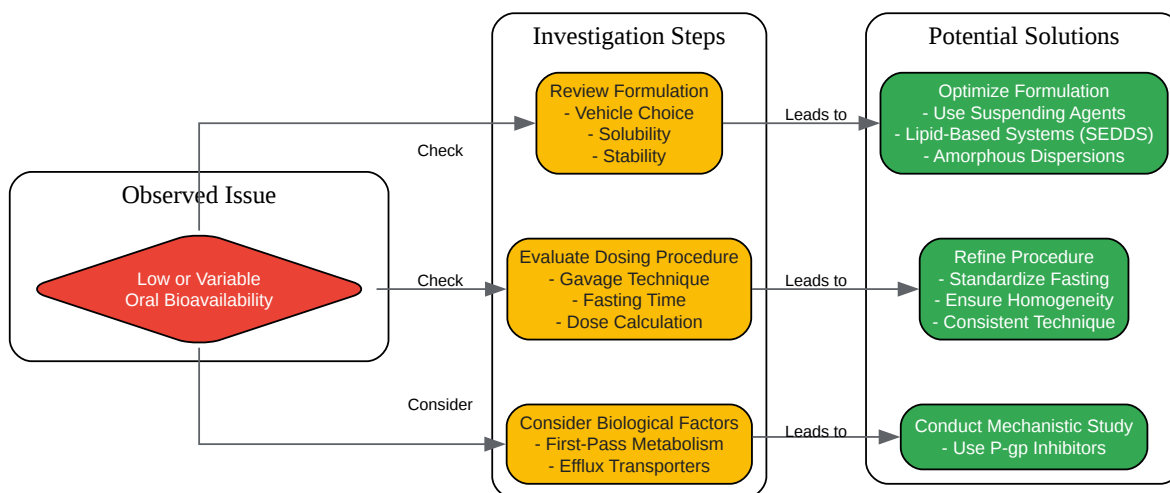 Observed Issue
Low or Variable
Oral Bioavailability
Check
Check
Consider
Investigation Steps
Review Formulation
- Vehicle Choice
- Solubility
- Stability
Evaluate Dosing Procedure
- Gavage Technique
- Fasting Time
- Dose Calculation
Consider Biological Factors
- First-Pass Metabolism
- Efflux Transporters
Leads to
Leads to
Leads to
Potential Solutions
Optimize Formulation
- Use Suspending Agents
- Lipid-Based Systems (SEDDS)
- Amorphous Dispersions
Refine Procedure
- Standardize Fasting
- Ensure Homogeneity
- Consistent Technique
Conduct Mechanistic Study
- Use P-gp Inhibitors